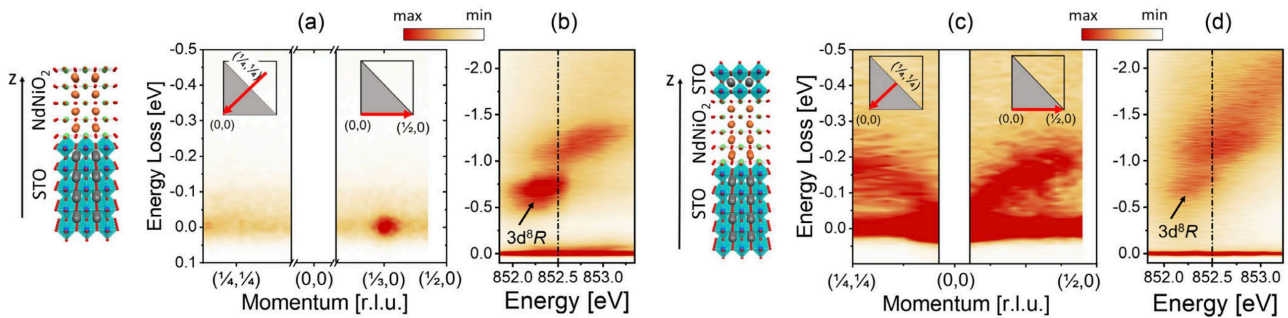 (a)
max
min
(b)
(c)
max
min
(d)
Z
NdNiO₂
STO
Energy Loss [eV]
-0.5
-0.4
-0.3
-0.2
-0.1
0.0
0.1
(¼,¼)
(0,0)
(0,0)
(½,0)
(¼,¼)
(0,0)
(⅓,0)
(½,0)
Momentum [r.l.u.]
-2.0
-1.5
-1.0
-0.5
0.0
3d⁸R
852.0
852.5
853.0
Energy [eV]
Z
STO
NdNiO₂
STO
Energy Loss [eV]
-0.5
-0.4
-0.3
-0.2
-0.1
0.0
0.1
(¼,¼)
(0,0)
(0,0)
(½,0)
(¼,¼)
(0,0)
(½,0)
Momentum [r.l.u.]
-2.0
-1.5
-1.0
-0.5
0.0
3d⁸R
852.0
852.5
853.0
Energy [eV]